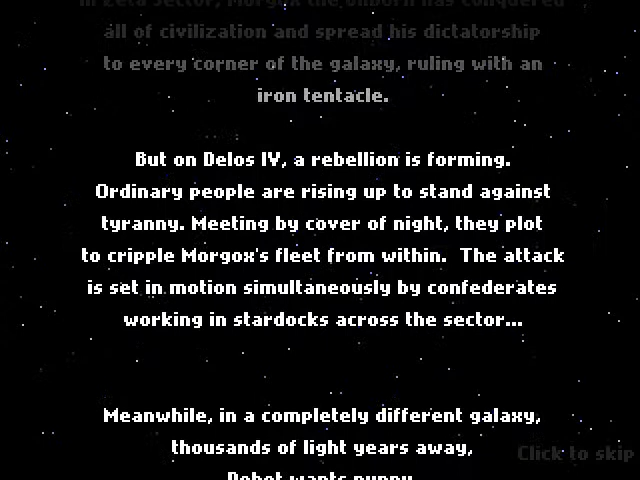 in Zeta Sector, Morgox the Unborn has conquered
all of civilization and spread his dictatorship
to every corner of the galaxy, ruling with an
iron tentacle.
But on Delos IV, a rebellion is forming.
Ordinary people are rising up to stand against
tyranny. Meeting by cover of night, they plot
to cripple Morgox's fleet from within.  The attack
is set in motion simultaneously by confederates
working in stardocks across the sector...
Meanwhile, in a completely different galaxy,
thousands of light years away,
Click to skip
Robot wants puppy